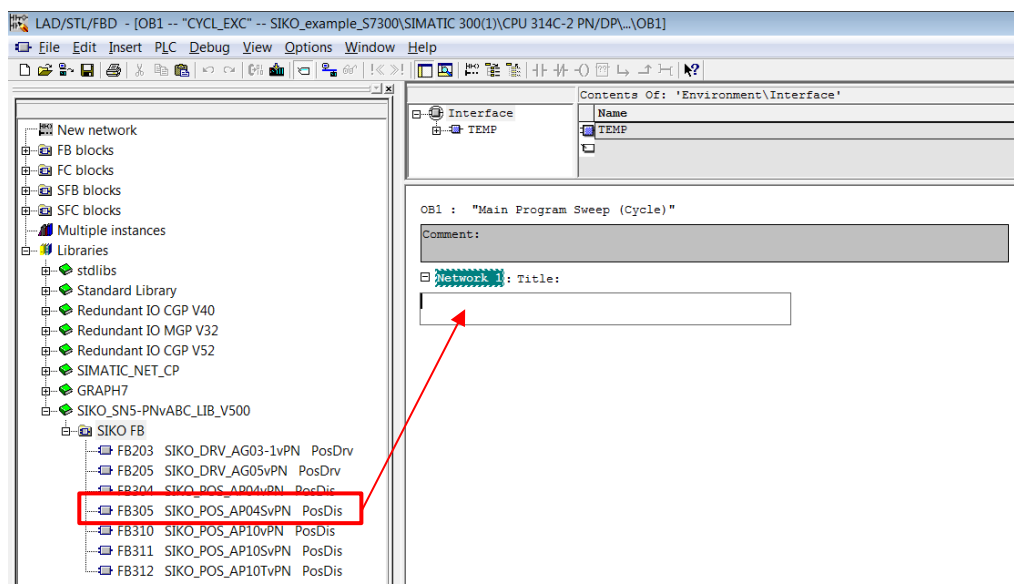 LAD/STL/FBD - [OB1 -- "CYCL_EXC" -- SIKO_example_S7300\SIMATIC 300(1)\CPU 314C-2 PN/DP\...\OB1]
File Edit Insert PLC Debug View Options Window Help
Contents Of: 'Environment\Interface'
Interface
Name
TEMP
TEMP
New network
FB blocks
FC blocks
SFB blocks
SFC blocks
Multiple instances
Libraries
stdlibs
Standard Library
Redundant IO CGP V40
Redundant IO MGP V32
Redundant IO CGP V52
SIMATIC_NET_CP
GRAPH7
SIKO_SN5-PNvABC_LIB_V500
SIKO FB
FB203 SIKO_DRV_AG03-1vPN PosDrv
FB205 SIKO_DRV_AG05vPN PosDrv
FB304 SIKO_POS_AP04vPN PosDis
FB305 SIKO_POS_AP04SvPN PosDis
FB310 SIKO_POS_AP10vPN PosDis
FB311 SIKO_POS_AP10SvPN PosDis
FB312 SIKO_POS_AP10TvPN PosDis
OB1 : "Main Program Sweep (Cycle)"
Comment:
Network 1: Title: